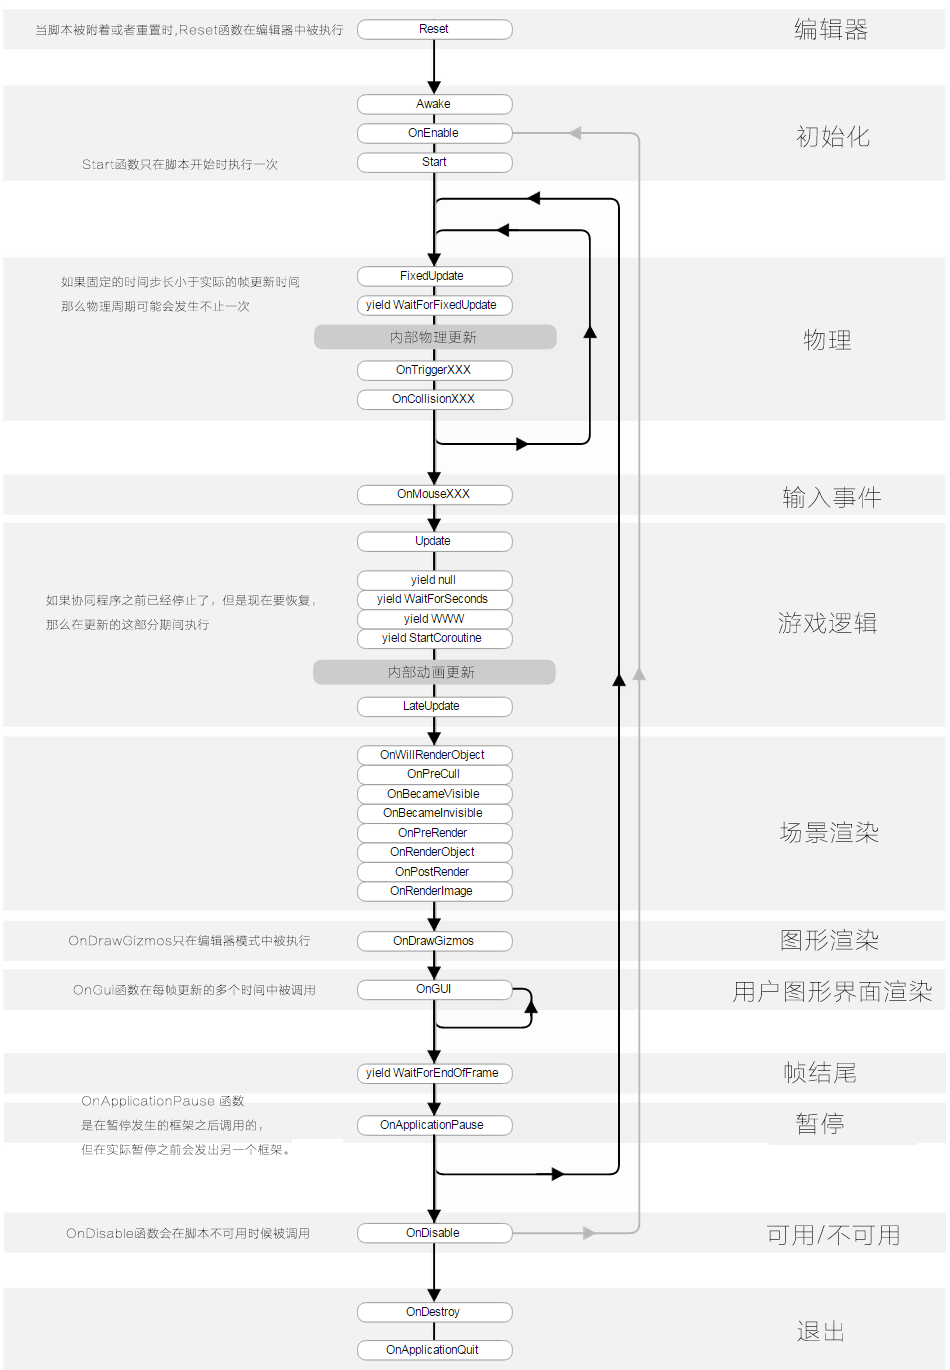 当脚本被附着或者重置时,Reset函数在编辑器中被执行
Reset
编辑器
Awake
OnEnable
初始化
Start函数只在脚本开始时执行一次
Start
如果固定的时间步长小于实际的帧更新时间
那么物理周期可能会发生不止一次
FixedUpdate
yield WaitForFixedUpdate
内部物理更新
物理
OnTriggerXXX
OnCollisionXXX
OnMouseXXX
输入事件
Update
yield null
如果协同程序之前已经停止了，但是现在要恢复，
那么在更新的这部分期间执行
yield WaitForSeconds
yield WWW
yield StartCoroutine
游戏逻辑
内部动画更新
LateUpdate
OnWillRenderObject
OnPreCull
OnBecameVisible
OnBecameInvisible
OnPreRender
OnRenderObject
OnPostRender
OnRenderImage
场景渲染
OnDrawGizmos只在编辑器模式中被执行
OnDrawGizmos
图形渲染
OnGui函数在每帧更新的多个时间中被调用
OnGUI
用户图形界面渲染
yield WaitForEndOfFrame
帧结尾
OnApplicationPause 函数
是在暂停发生的框架之后调用的，
但在实际暂停之前会发出另一个框架。
OnApplicationPause
暂停
OnDisable函数会在脚本不可用时候被调用
OnDisable
可用/不可用
OnDestroy
OnApplicationQuit
退出